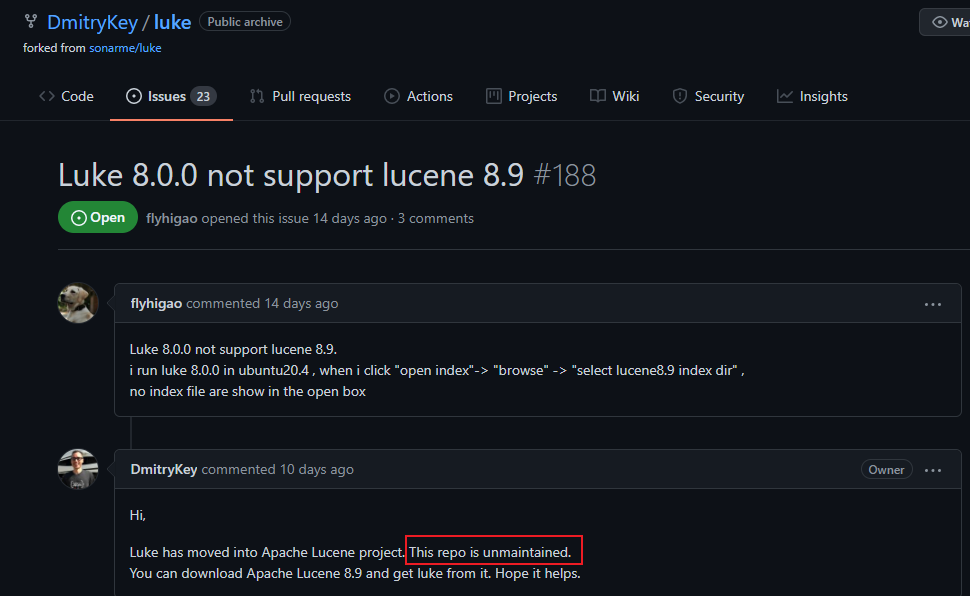 DmitryKey / luke Public archive
Wa
forked from sonarme/luke
Code Issues 23 Pull requests Actions Projects Wiki Security Insights
Luke 8.0.0 not support lucene 8.9 #188
Open flyhigao opened this issue 14 days ago · 3 comments
flyhigao commented 14 days ago
Luke 8.0.0 not support lucene 8.9.
i run luke 8.0.0 in ubuntu20.4 , when i click "open index"-> "browse" -> "select lucene8.9 index dir" ,
no index file are show in the open box
DmitryKey commented 10 days ago Owner
Hi,
Luke has moved into Apache Lucene project. This repo is unmaintained.
You can download Apache Lucene 8.9 and get luke from it. Hope it helps.